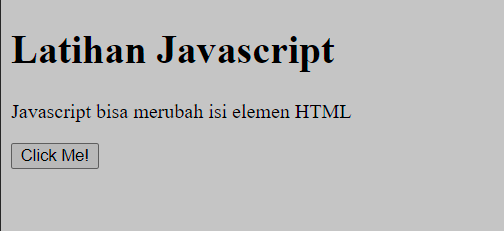 Latihan Javascript
Javascript bisa merubah isi elemen HTML
Click Me!